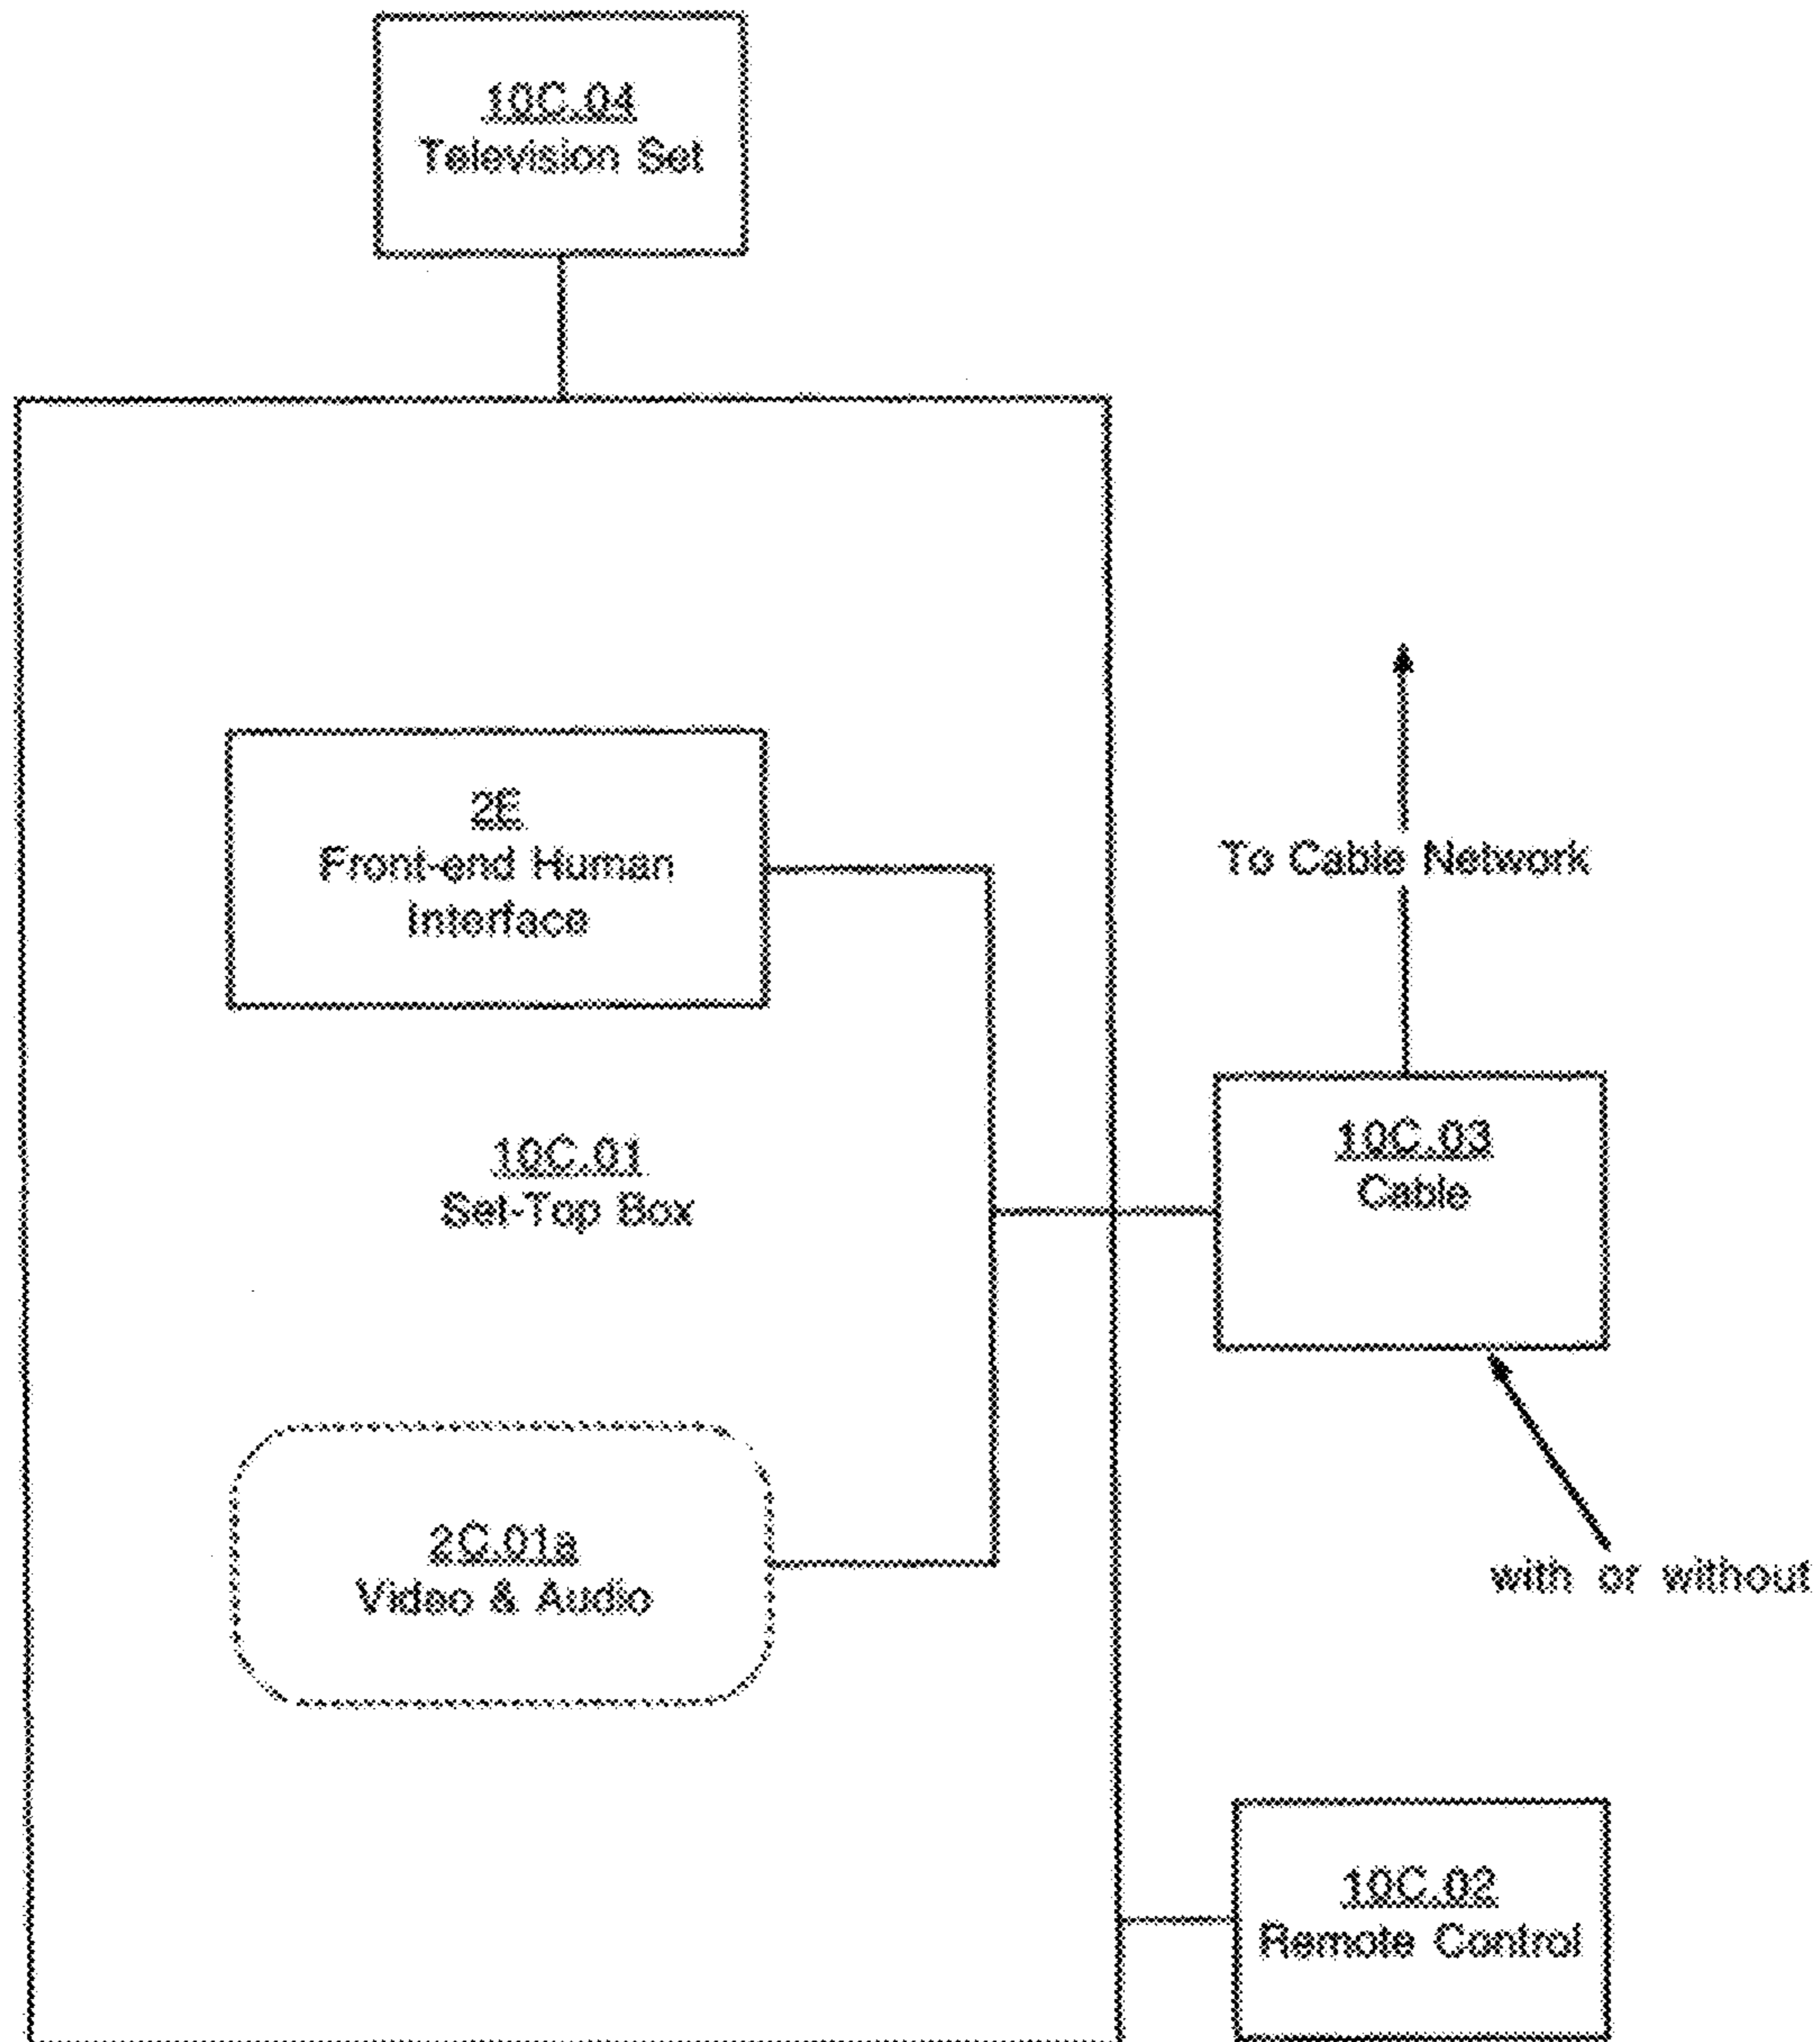 10C.04
Television Set
2E
Front-end Human
Interface
To Cable Network
10C.01
Set-Top Box
10C.03
Cable
2C.01a
Video & Audio
with or without
10C.02
Remote Control